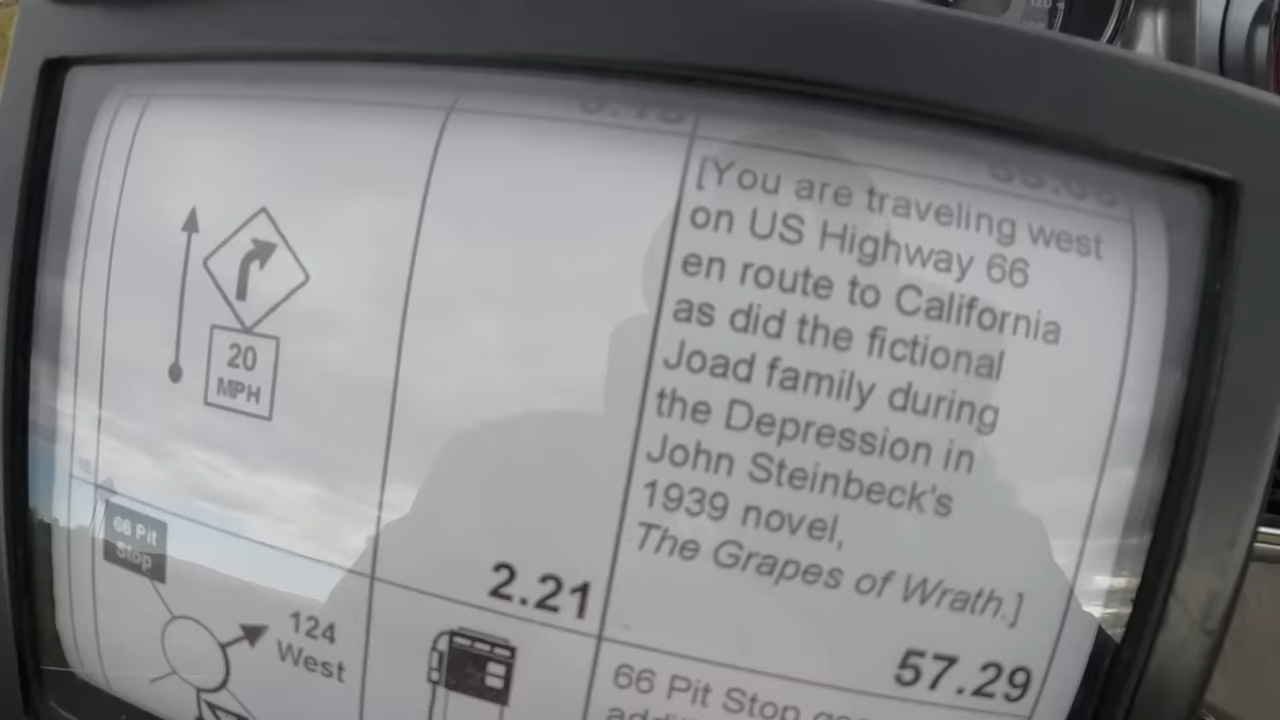 [You are traveling west
on US Highway 66
en route to California
as did the fictional
Joad family during
the Depression in
John Steinbeck's
1939 novel,
The Grapes of Wrath.]
20
MPH
2.21
57.29
66 Pit
Stop
124
West
66 Pit Stop